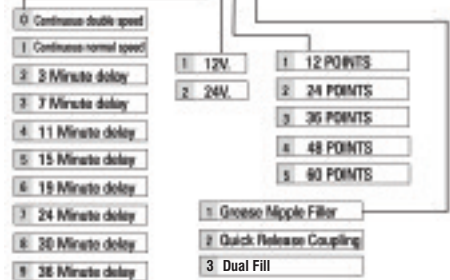 0 Continuous double speed
1 Continuous normal speed
2 3 Minute delay
3 7 Minute delay
4 11 Minute delay
5 15 Minute delay
6 19 Minute delay
7 24 Minute delay
8 30 Minute delay
9 36 Minute delay
1 12V.
2 24V.
1 12 POINTS
2 24 POINTS
3 36 POINTS
4 48 POINTS
5 60 POINTS
1 Grease Nipple Filler
2 Quick Release Coupling
3 Dual Fill